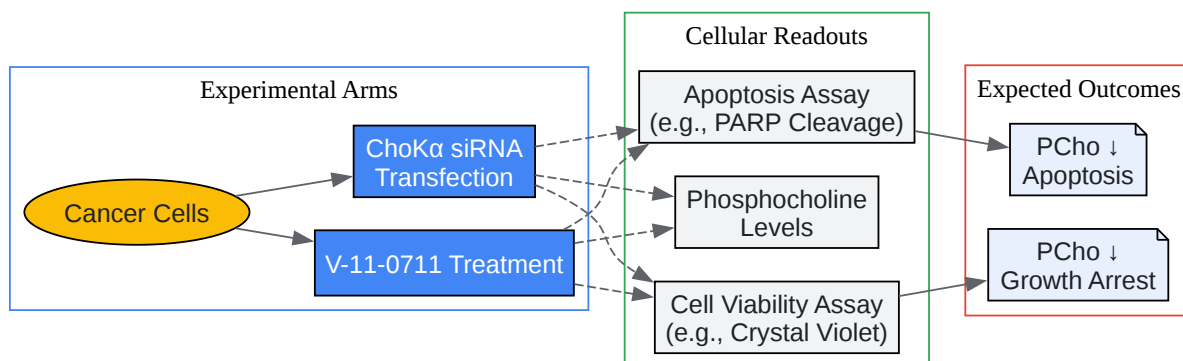 Experimental Arms
Cancer Cells
ChoKα siRNA
Transfection
V-11-0711 Treatment
Cellular Readouts
Apoptosis Assay
(e.g., PARP Cleavage)
Phosphocholine
Levels
Cell Viability Assay
(e.g., Crystal Violet)
Expected Outcomes
PCho ↓
Apoptosis
PCho ↓
Growth Arrest